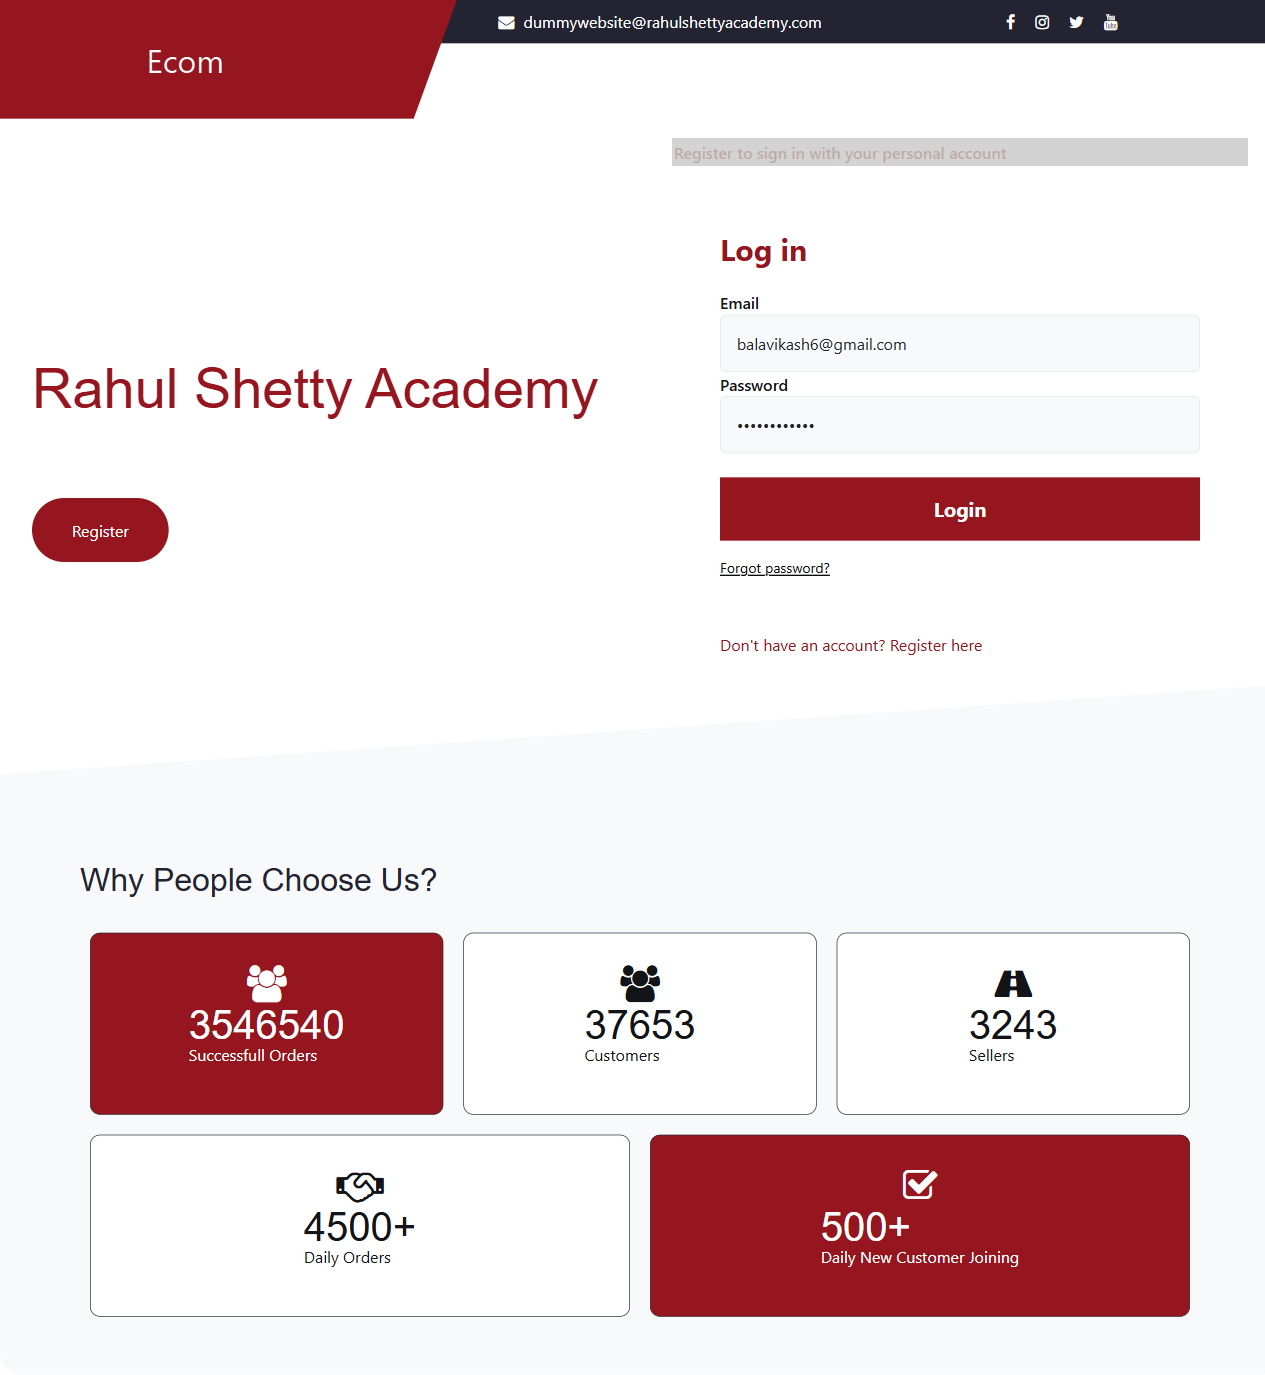 dummywebsite@rahulshettyacademy.com
Ecom
Register to sign in with your personal account
Log in
Email
balavikash6@gmail.com
Password
••••••••••••
Rahul Shetty Academy
Login
Register
Forgot password?
Don't have an account? Register here
Why People Choose Us?
3546540
Successfull Orders
37653
Customers
3243
Sellers
4500+
Daily Orders
500+
Daily New Customer Joining